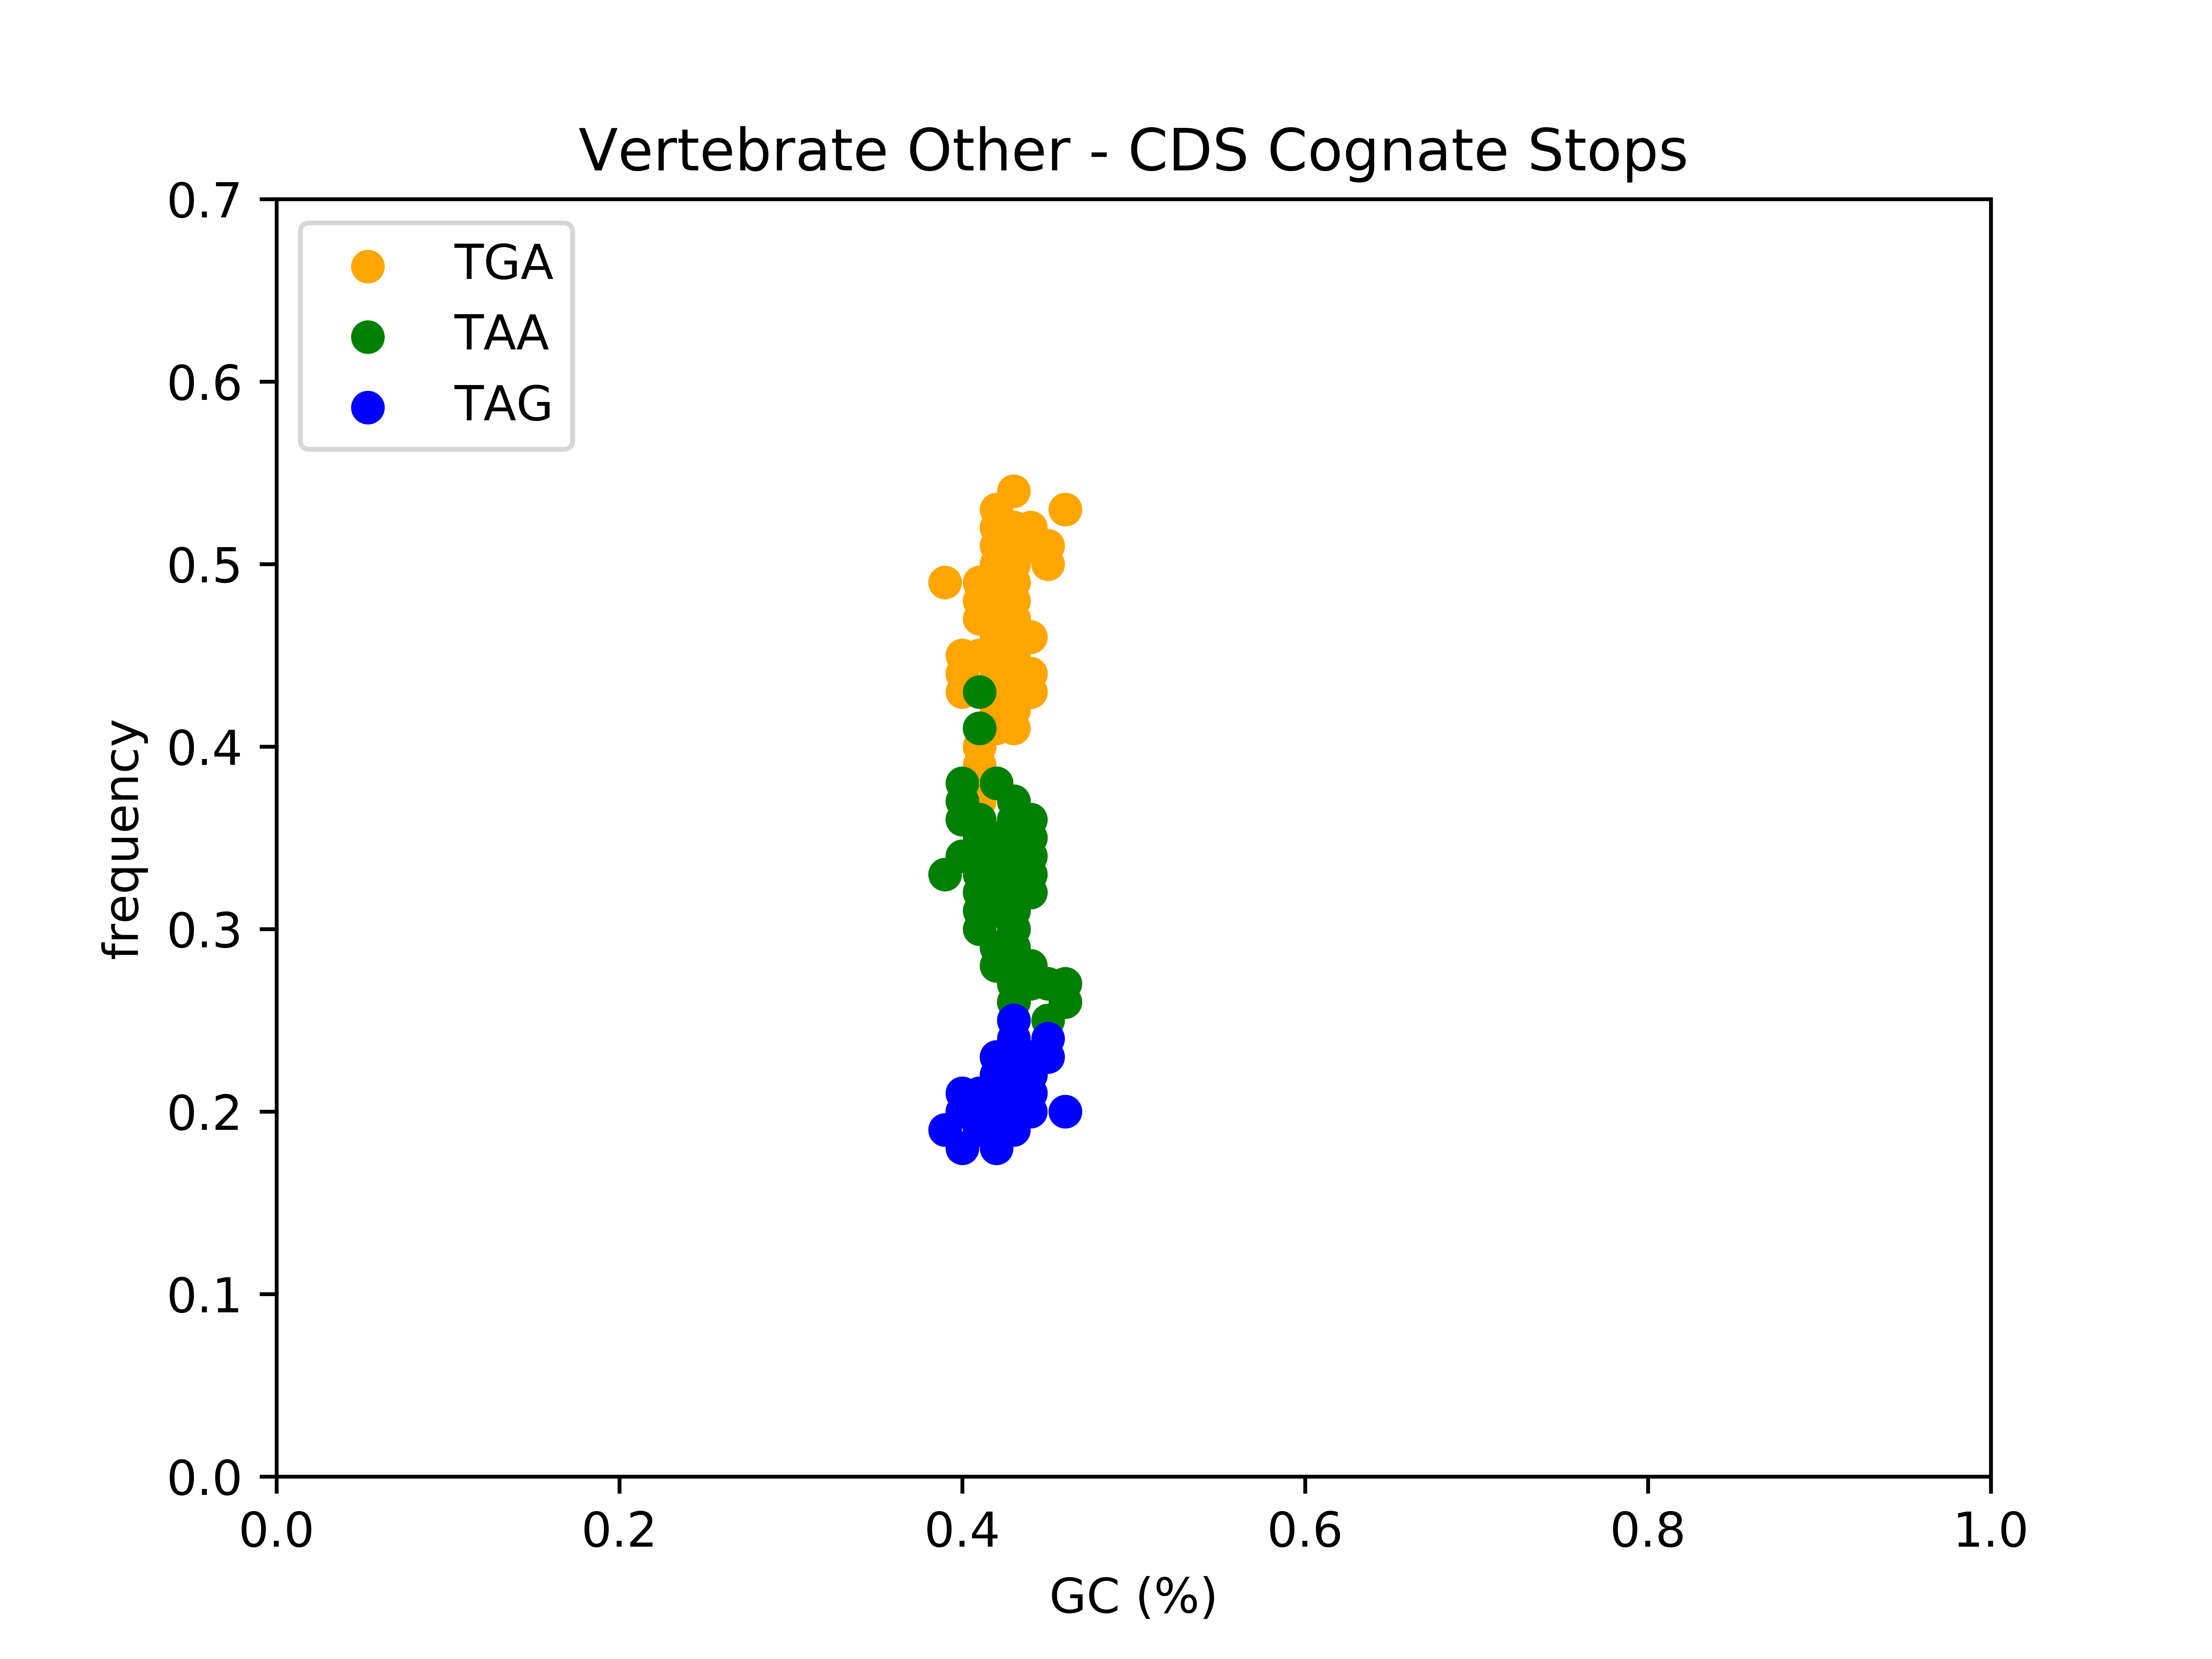 Vertebrate Other - CDS Cognate Stops
TGA
TAA
TAG
0.7
0.6
0.5
0.4
0.3
0.2
0.1
0.0
frequency
0.0 0.2 0.4 0.6 0.8 1.0
GC (%)